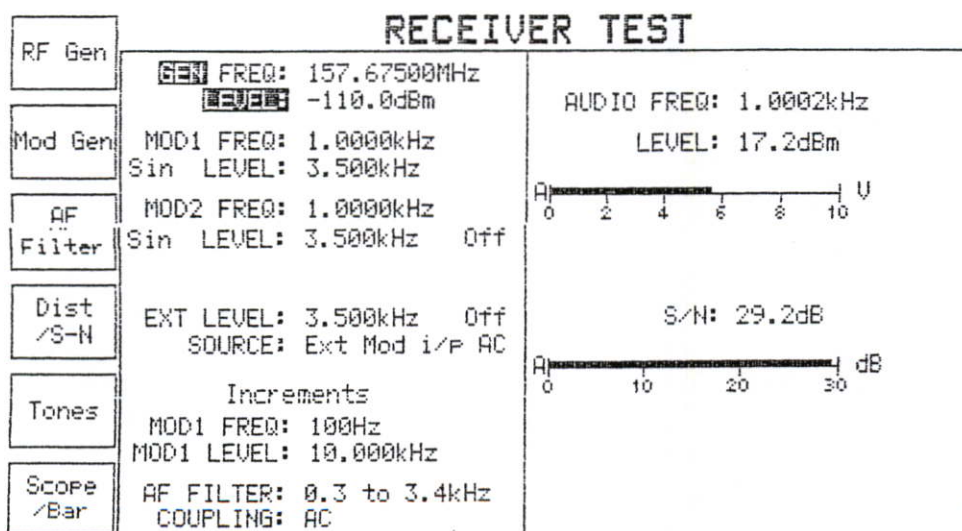 RECEIVER TEST
RF Gen
Mod Gen
AF
Filter
Dist
/S-N
Tones
Scope
/Bar
GEN FREQ: 157.67500MHz
LEVEL: -110.0dBm
MOD1 FREQ: 1.0000kHz
Sin LEVEL: 3.500kHz
MOD2 FREQ: 1.0000kHz
Sin LEVEL: 3.500kHz Off
EXT LEVEL: 3.500kHz Off
SOURCE: Ext Mod i/p AC
Increments
MOD1 FREQ: 100Hz
MOD1 LEVEL: 10.000kHz
AF FILTER: 0.3 to 3.4kHz
COUPLING: AC
AUDIO FREQ: 1.0002kHz
LEVEL: 17.2dBm
A V
0 2 4 6 8 10
S/N: 29.2dB
A dB
0 10 20 30